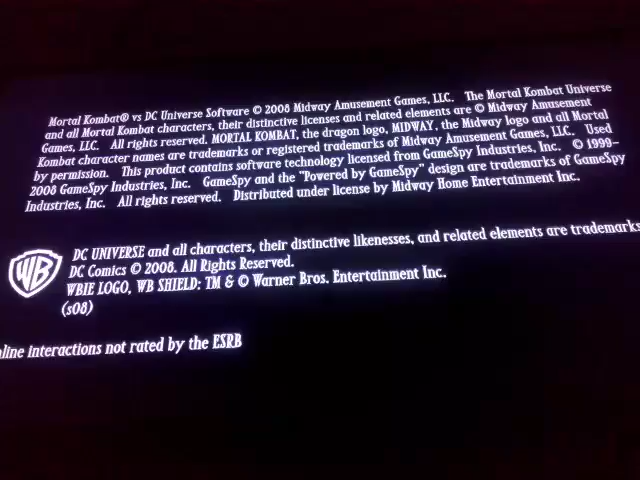 Mortal Kombat® vs DC Universe Software © 2008 Midway Amusement Games, LLC. The Mortal Kombat Universe
and all Mortal Kombat characters, their distinctive licenses and related elements are © Midway Amusement
Games, LLC. All rights reserved. MORTAL KOMBAT, the dragon logo, MIDWAY, the Midway logo and all Mortal
Kombat character names are trademarks or registered trademarks of Midway Amusement Games, LLC. Used
by permission. This product contains software technology licensed from GameSpy Industries, Inc. © 1999-
2008 GameSpy Industries, Inc. GameSpy and the "Powered by GameSpy" design are trademarks of GameSpy
Industries, Inc. All rights reserved. Distributed under license by Midway Home Entertainment Inc.
WB
DC UNIVERSE and all characters, their distinctive likenesses, and related elements are trademarks
DC Comics © 2008. All Rights Reserved.
WBIE LOGO, WB SHIELD: TM & © Warner Bros. Entertainment Inc.
(s08)
line interactions not rated by the ESRB